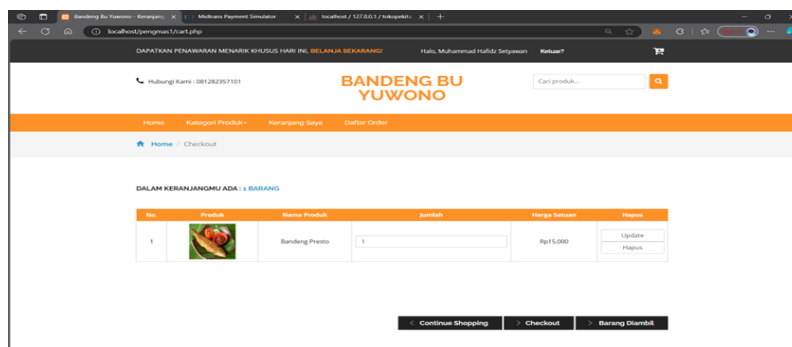 Bandeng Bu Yuwono - Keranjang
Midtrans Payment Simulator
localhost / 127.0.0.1 / tokopekita
localhost/pengmas1/cart.php
DAPATKAN PENAWARAN MENARIK KHUSUS HARI INI, BELANJA SEKARANG!
Halo, Muhammad Hafidz Setyawan Keluar?
Hubungi Kami : 081282357101
BANDENG BU
YUWONO
Cari produk...
Home Kategori Produk Keranjang Saya Daftar Order
Home / Checkout
DALAM KERANJANGMU ADA : 1 BARANG
No. Produk Nama Produk Jumlah Harga Satuan Hapus
1 Bandeng Presto 1 Rp15,000 Update
Hapus
< Continue Shopping > Checkout > Barang Diambil